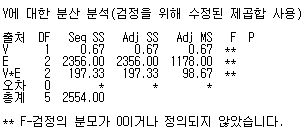 Y에 대한 분산 분석(검정을 위해 수정된 제곱합 사용)
출처 DF Seq SS Adj SS Adj MS F P
V 1 0.67 0.67 0.67 **
E 2 2356.00 2356.00 1178.00 **
V*E 2 197.33 197.33 98.67 **
오차 0 * * *
총계 5 2554.00
** F-검정의 분모가 0이거나 정의되지 않았습니다.